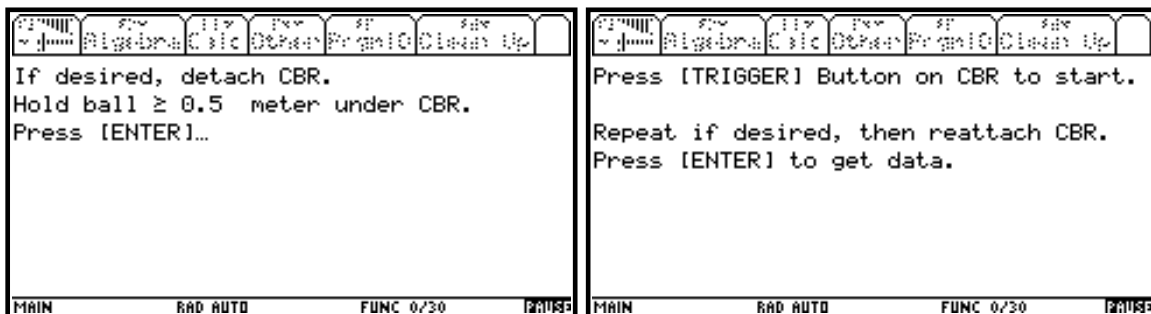 Algebra Calc Other PrgmIO Clean Up
If desired, detach CBR.
Hold ball ≥ 0.5 meter under CBR.
Press [ENTER]…
MAIN RAD AUTO FUNC 0/30 PAUSE
Algebra Calc Other PrgmIO Clean Up
Press [TRIGGER] Button on CBR to start.
Repeat if desired, then reattach CBR.
Press [ENTER] to get data.
MAIN RAD AUTO FUNC 0/30 PAUSE